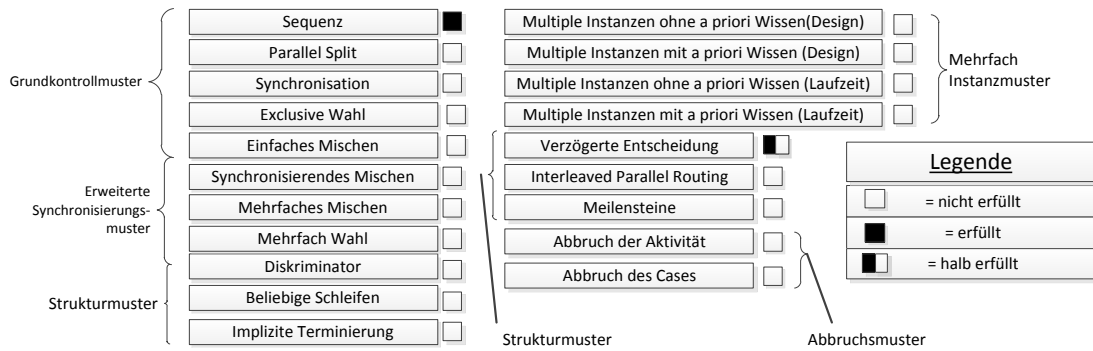 Grundkontrollmuster
Sequenz
Parallel Split
Synchronisation
Exclusive Wahl
Einfaches Mischen
Erweiterte
Synchronisierungs-
muster
Synchronisierendes Mischen
Mehrfaches Mischen
Mehrfach Wahl
Diskriminator
Strukturmuster
Beliebige Schleifen
Implizite Terminierung
Multiple Instanzen ohne a priori Wissen(Design)
Multiple Instanzen mit a priori Wissen (Design)
Multiple Instanzen ohne a priori Wissen (Laufzeit)
Multiple Instanzen mit a priori Wissen (Laufzeit)
Mehrfach
Instanzmuster
Verzögerte Entscheidung
Interleaved Parallel Routing
Meilensteine
Abbruch der Aktivität
Abbruch des Cases
Strukturmuster
Abbruchsmuster
Legende
= nicht erfüllt
= erfüllt
= halb erfüllt